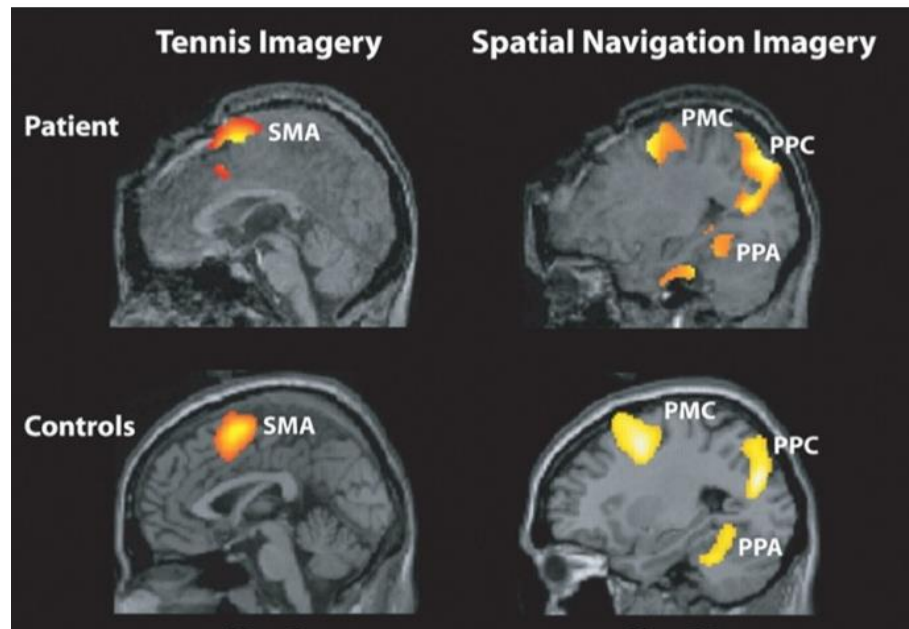 Tennis Imagery
Spatial Navigation Imagery
Patient
SMA
PMC
PPC
PPA
Controls
SMA
PMC
PPC
PPA